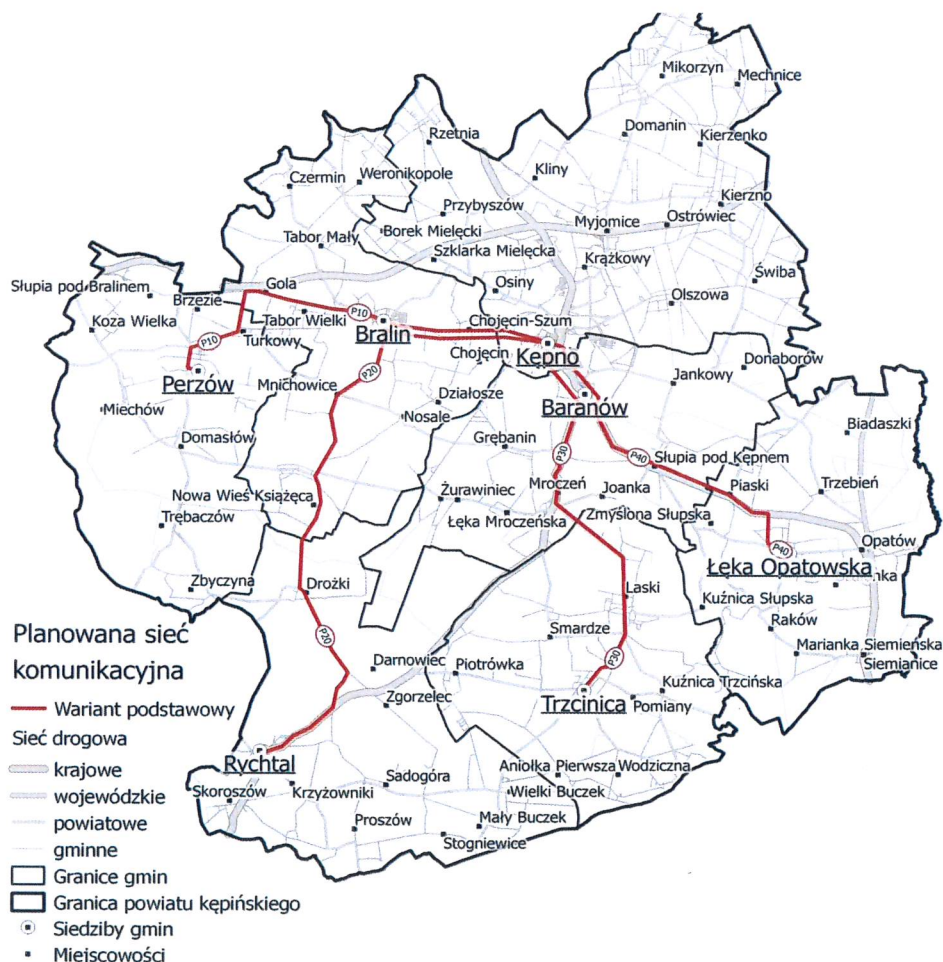 Mikorzyn
Mechnice
Domanin
Kierzenko
Rzetnia
Kliny
Czermin
Weronikopole
Kierzno
Przybyszów
Ostrówiec
Myjomice
Borek Mielęcki
Tabor Mały
Szklarka Mielęcka
Krążkowy
Świba
Słupia pod Bralinem
Gola
Osiny
Olszowa
Brzezie
P10
Tabor Wielki
Koza Wielka
Turkowy
Bralin
Chojęcin-Szum
P10
Kępno
Chojęcin
Donaborów
Perzów
Mnichowice
P20
Jankowy
Działosze
Baranów
Miechów
Nosale
Biadaszki
Domasłów
Grębanin
P30
P40
Słupia pod Kępnem
Mroczeń
Joanka
Piaski
Trzebień
Nowa Wieś Książęca
Żurawiniec
Trębaczów
Łęka Mroczeńska
Zmyślona Słupska
P40
Opatów
Łęka Opatowska
Zbyczyna
Drożki
Laski
Kuźnica Słupska
Raków
Planowana sieć
komunikacyjna
P20
Smardze
Marianka Siemieńska
P30
Siemianice
Darnowiec
Piotrówka
Kuźnica Trzcińska
Wariant podstawowy
Zgorzelec
Trzcinica
Pomiany
Sieć drogowa
Rychtal
krajowe
Sadogóra
Aniołka Pierwsza
Wodziczna
Skoroszów
Krzyżowniki
Wielki Buczek
wojewódzkie
powiatowe
Proszów
Mały Buczek
Stogniewice
gminne
Granice gmin
Granica powiatu kępińskiego
Siedziby gmin
Miejscowości